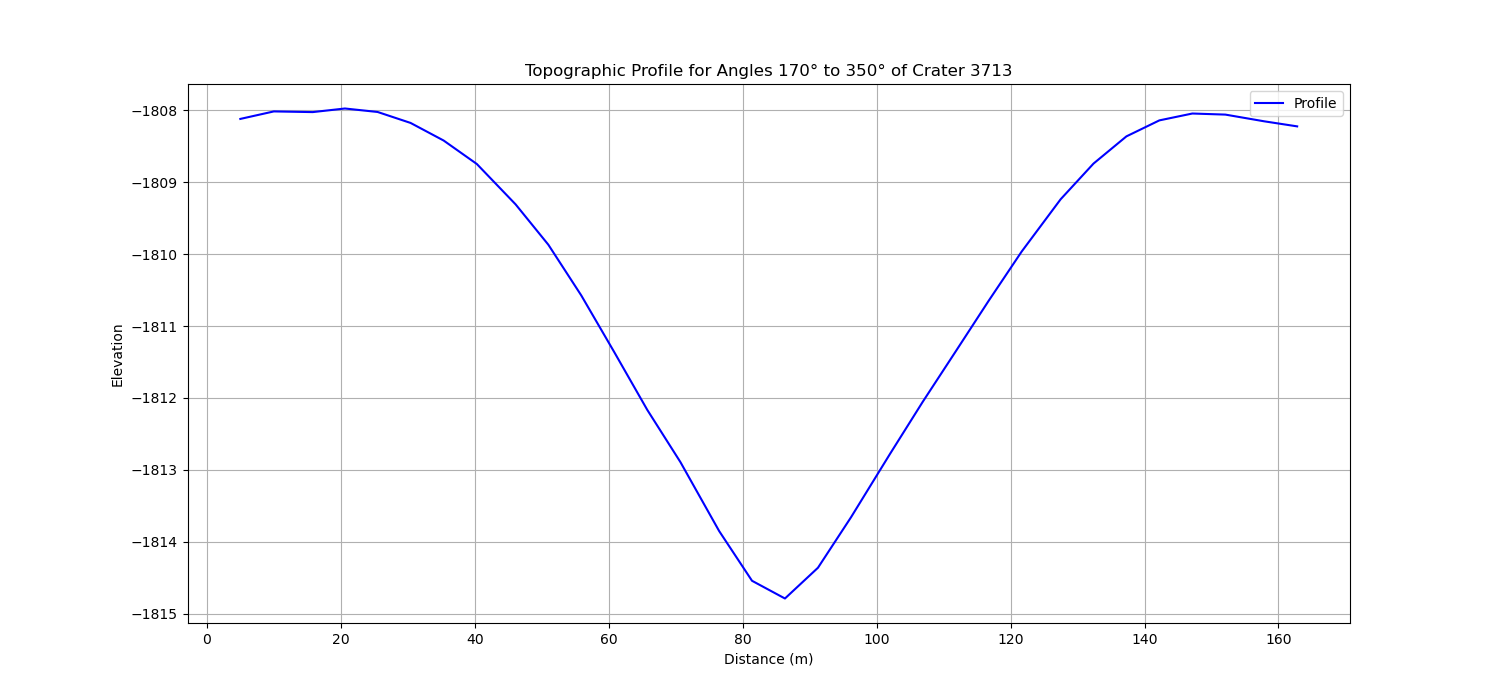 Topographic Profile for Angles 170° to 350° of Crater 3713
Profile
Elevation
−1808
−1809
−1810
−1811
−1812
−1813
−1814
−1815
0 20 40 60 80 100 120 140 160
Distance (m)